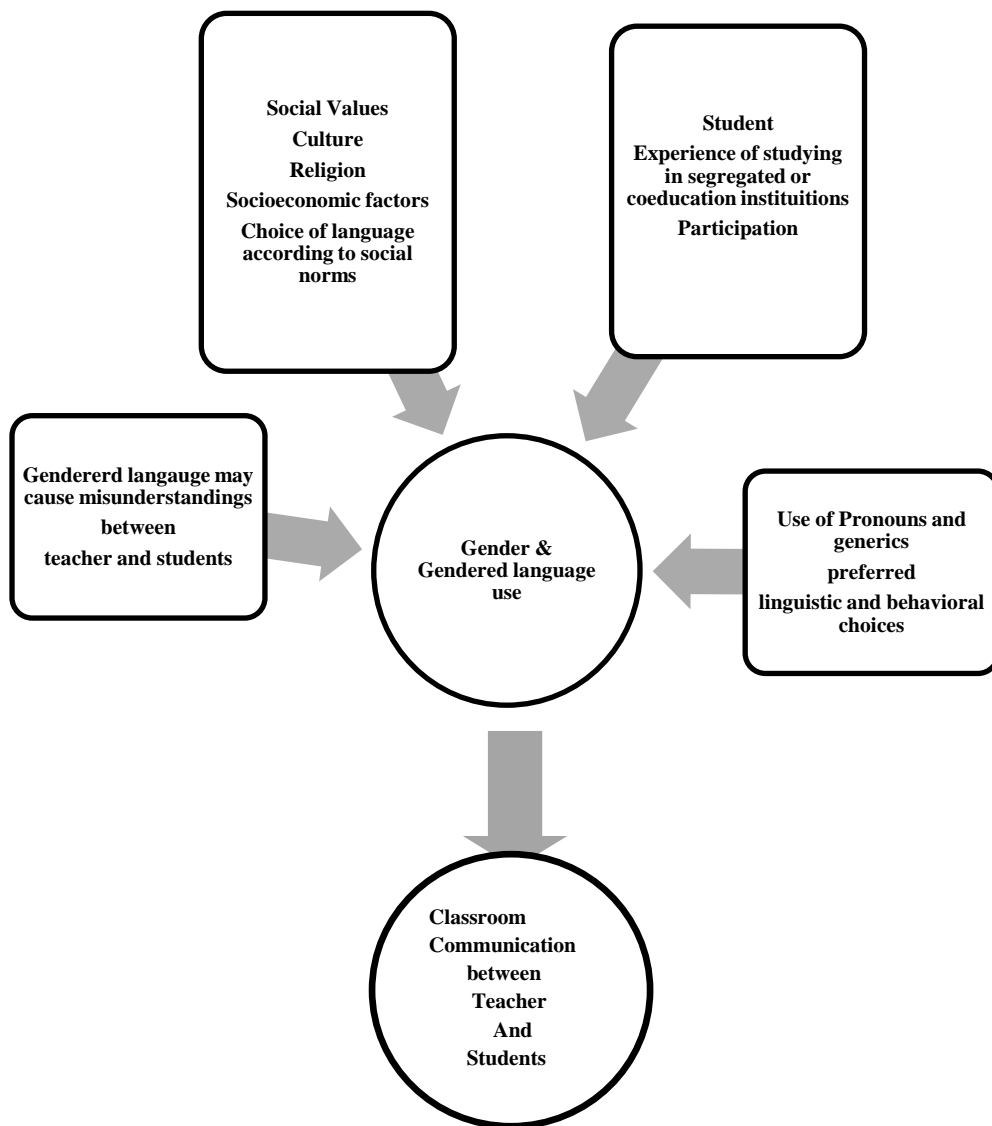 Social Values
Culture
Religion
Socioeconomic factors
Choice of language
according to social
norms
Student
Experience of studying
in segregated or
coeducation instituitions
Participation
Gendererd langauge may
cause misunderstandings
between
teacher and students
Gender &
Gendered language
use
Use of Pronouns and
generics
preferred
linguistic and behavioral
choices
Classroom
Communication
between
Teacher
And
Students